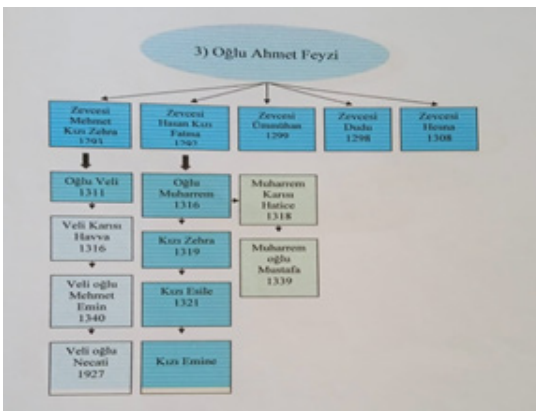 3) Oğlu Ahmet Feyzi
Zevcesi
Mehmet
Kızı Zehra
Zevcesi
Hasan Kızı
Fatma
Zevcesi
Ümmühan
1299
Zevcesi
Dudu
1298
Zevcesi
Hesna
1308
Oğlu Veli
1311
Oğlu
Muharrem
1316
Muharrem
Karısı
Hatice
1318
Veli Karısı
Havva
1316
Kızı Zehra
1319
Muharrem
oğlu
Mustafa
1339
Veli oğlu
Mehmet
Emin
1340
Kızı Esile
1321
Veli oğlu
Necati
1927
Kızı Emine